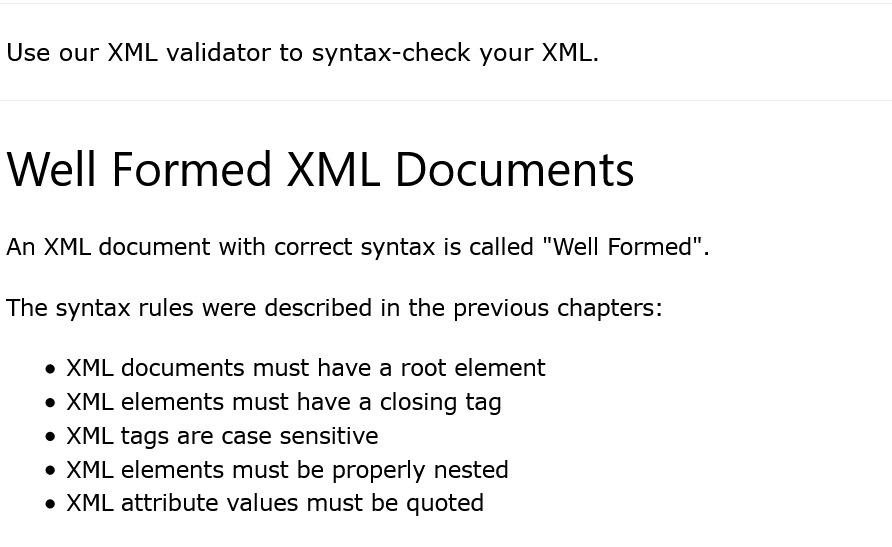 Use our XML validator to syntax-check your XML.
Well Formed XML Documents
An XML document with correct syntax is called "Well Formed".
The syntax rules were described in the previous chapters:
• XML documents must have a root element
• XML elements must have a closing tag
• XML tags are case sensitive
• XML elements must be properly nested
• XML attribute values must be quoted